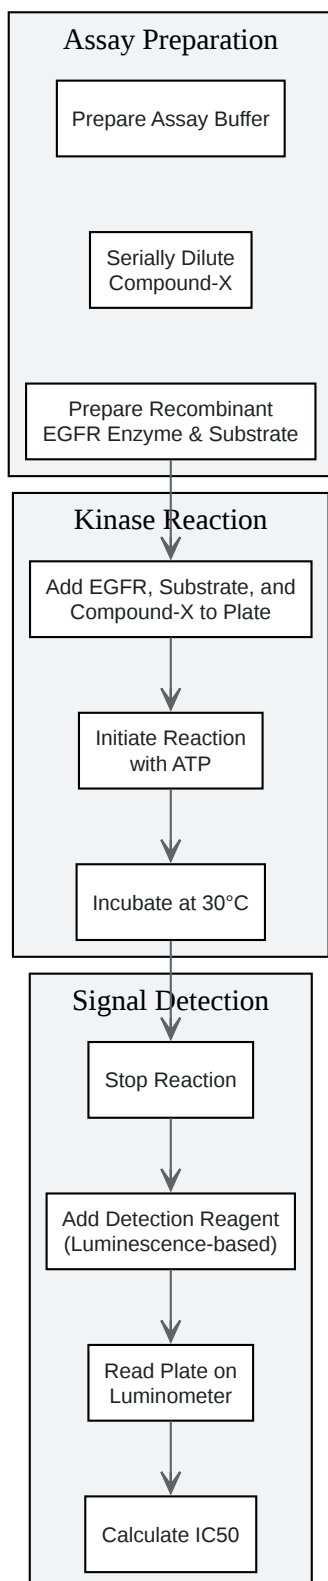 Assay Preparation
Prepare Assay Buffer
Serially Dilute
Compound-X
Prepare Recombinant
EGFR Enzyme & Substrate
Kinase Reaction
Add EGFR, Substrate, and
Compound-X to Plate
Initiate Reaction
with ATP
Incubate at 30°C
Signal Detection
Stop Reaction
Add Detection Reagent
(Luminescence-based)
Read Plate on
Luminometer
Calculate IC50